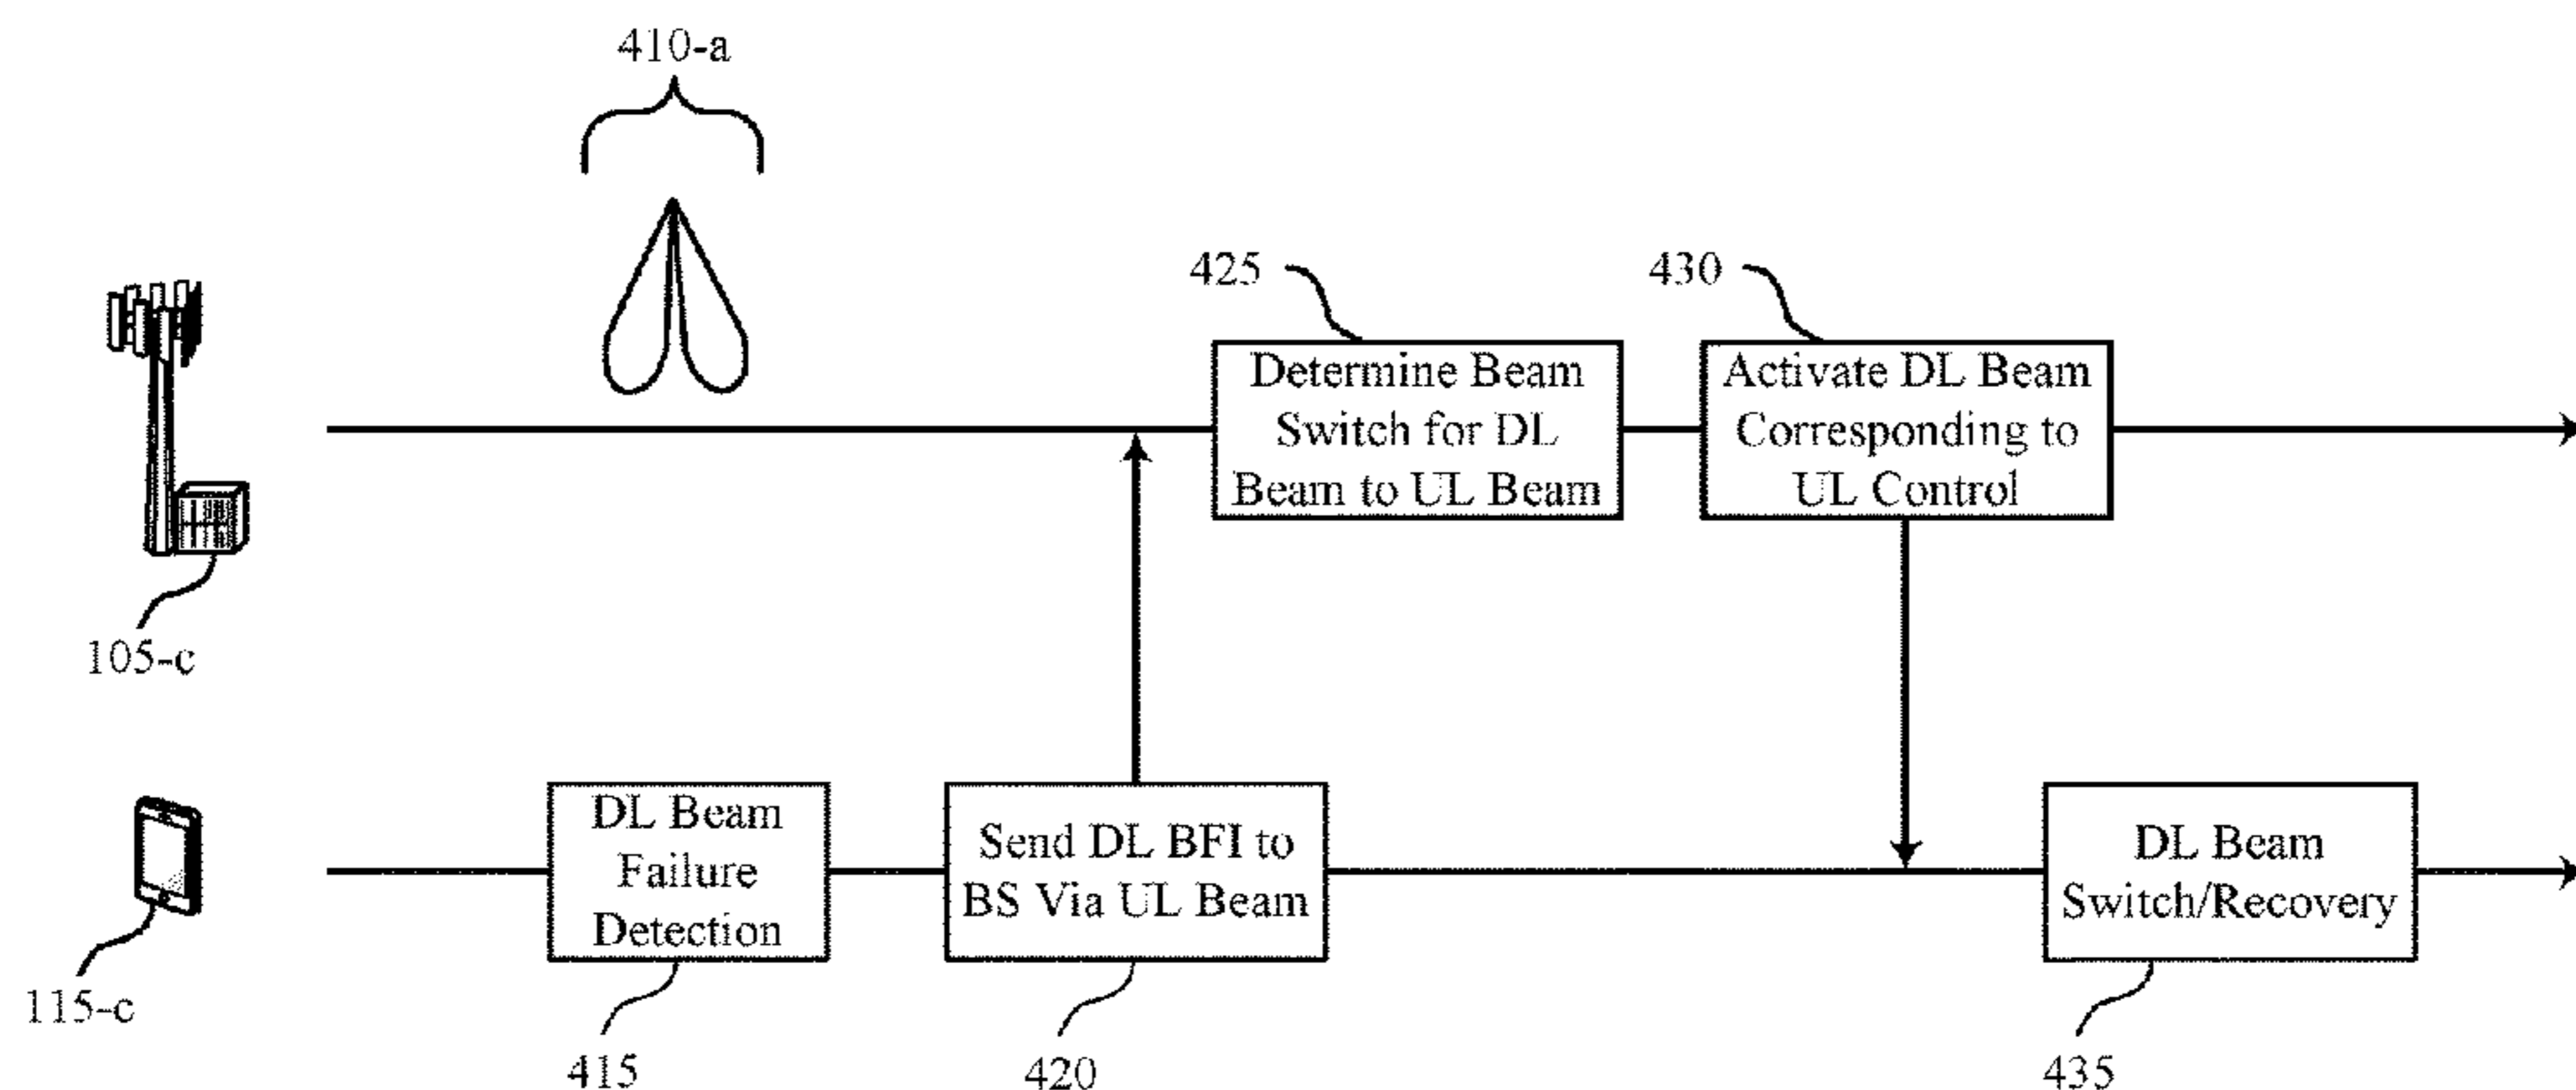 410-a
425
430
Determine Beam
Switch for DL
Beam to UL Beam
Activate DL Beam
Corresponding to
UL Control
105-c
DL Beam
Failure
Detection
Send DL BFI to
BS Via UL Beam
DL Beam
Switch/Recovery
115-c
415
420
435